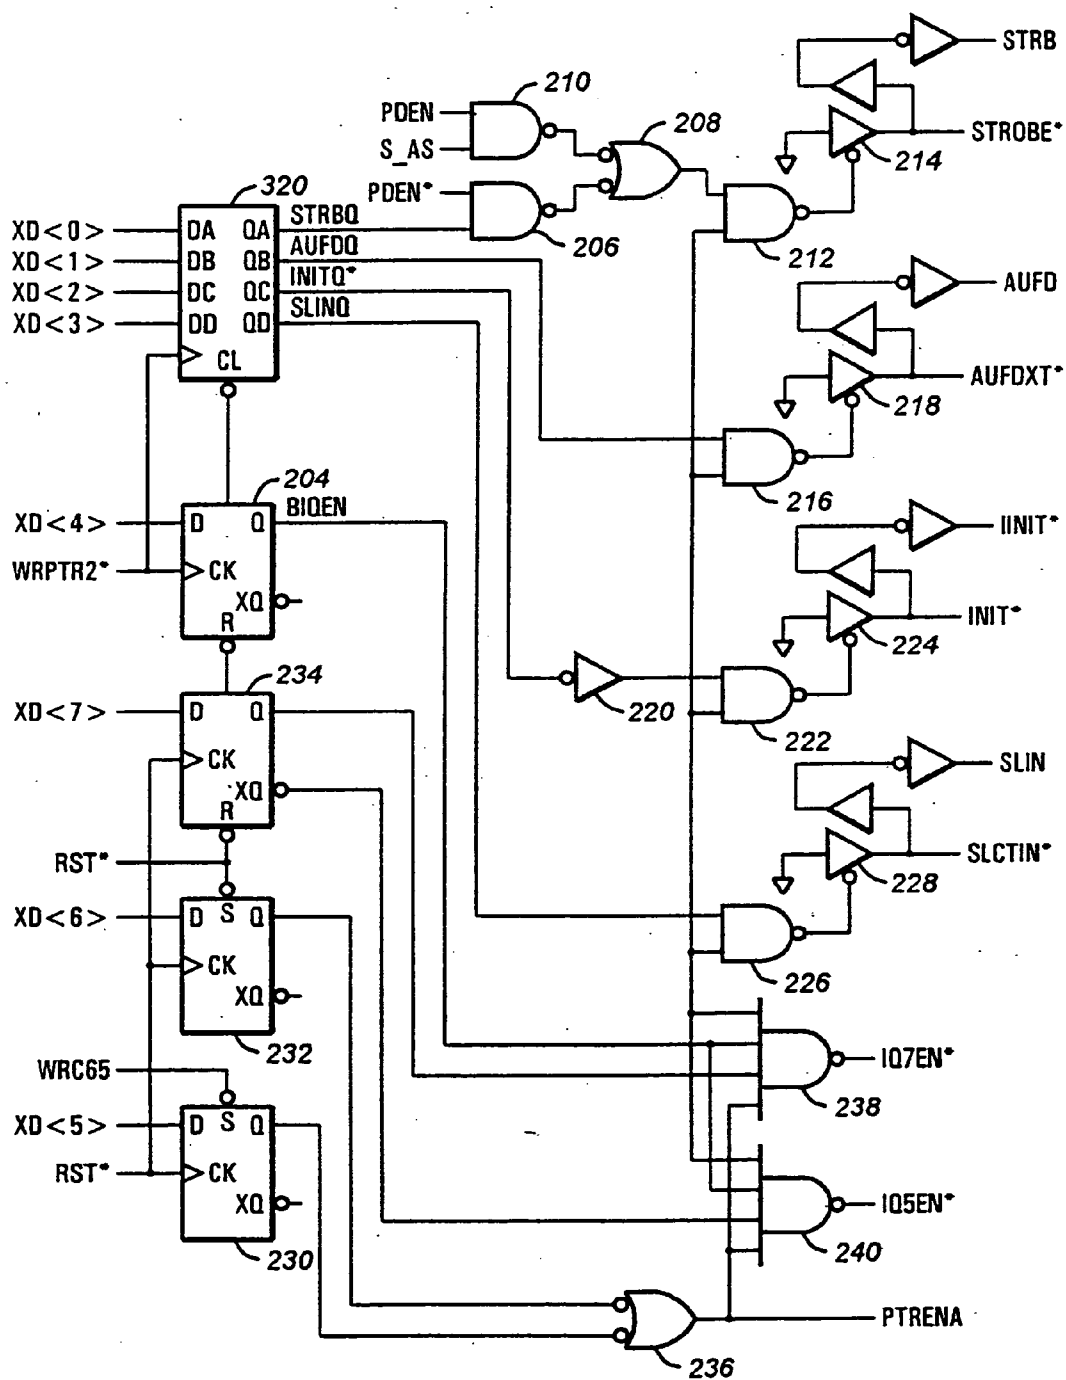 STRB
210
PDEN
208
S_AS
STROBE*
214
PDEN*
320
STRBQ
206
XD<0>
DA QA
212
AUFDQ
XD<1>
DB QB
INITQ*
AUFD
XD<2>
DC QC
SLINQ
XD<3>
DD QD
CL
AUFDXT*
218
204
BIQEN
216
XD<4>
D Q
IINIT*
WRPTR2*
CK
XQ
R
INIT*
224
234
XD<7>
D Q
220
222
CK
SLIN
XQ
R
RST*
SLCTIN*
228
XD<6>
D S Q
CK
226
XQ
232
WRC65
IQ7EN*
238
XD<5>
D S Q
RST*
CK
XQ
IQ5EN*
230
240
PTRENA
236